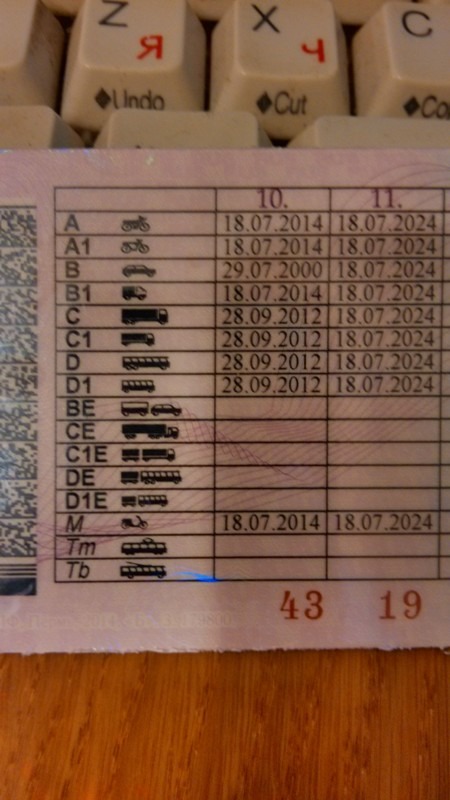 Z Я X Ч C
Undo Cut
10. 11.
A 18.07.2014 18.07.2024
A1 18.07.2014 18.07.2024
B 29.07.2000 18.07.2024
B1 18.07.2014 18.07.2024
C 28.09.2012 18.07.2024
C1 28.09.2012 18.07.2024
D 28.09.2012 18.07.2024
D1 28.09.2012 18.07.2024
BE
CE
C1E
DE
D1E
M 18.07.2014 18.07.2024
Tm
Tb
43 19